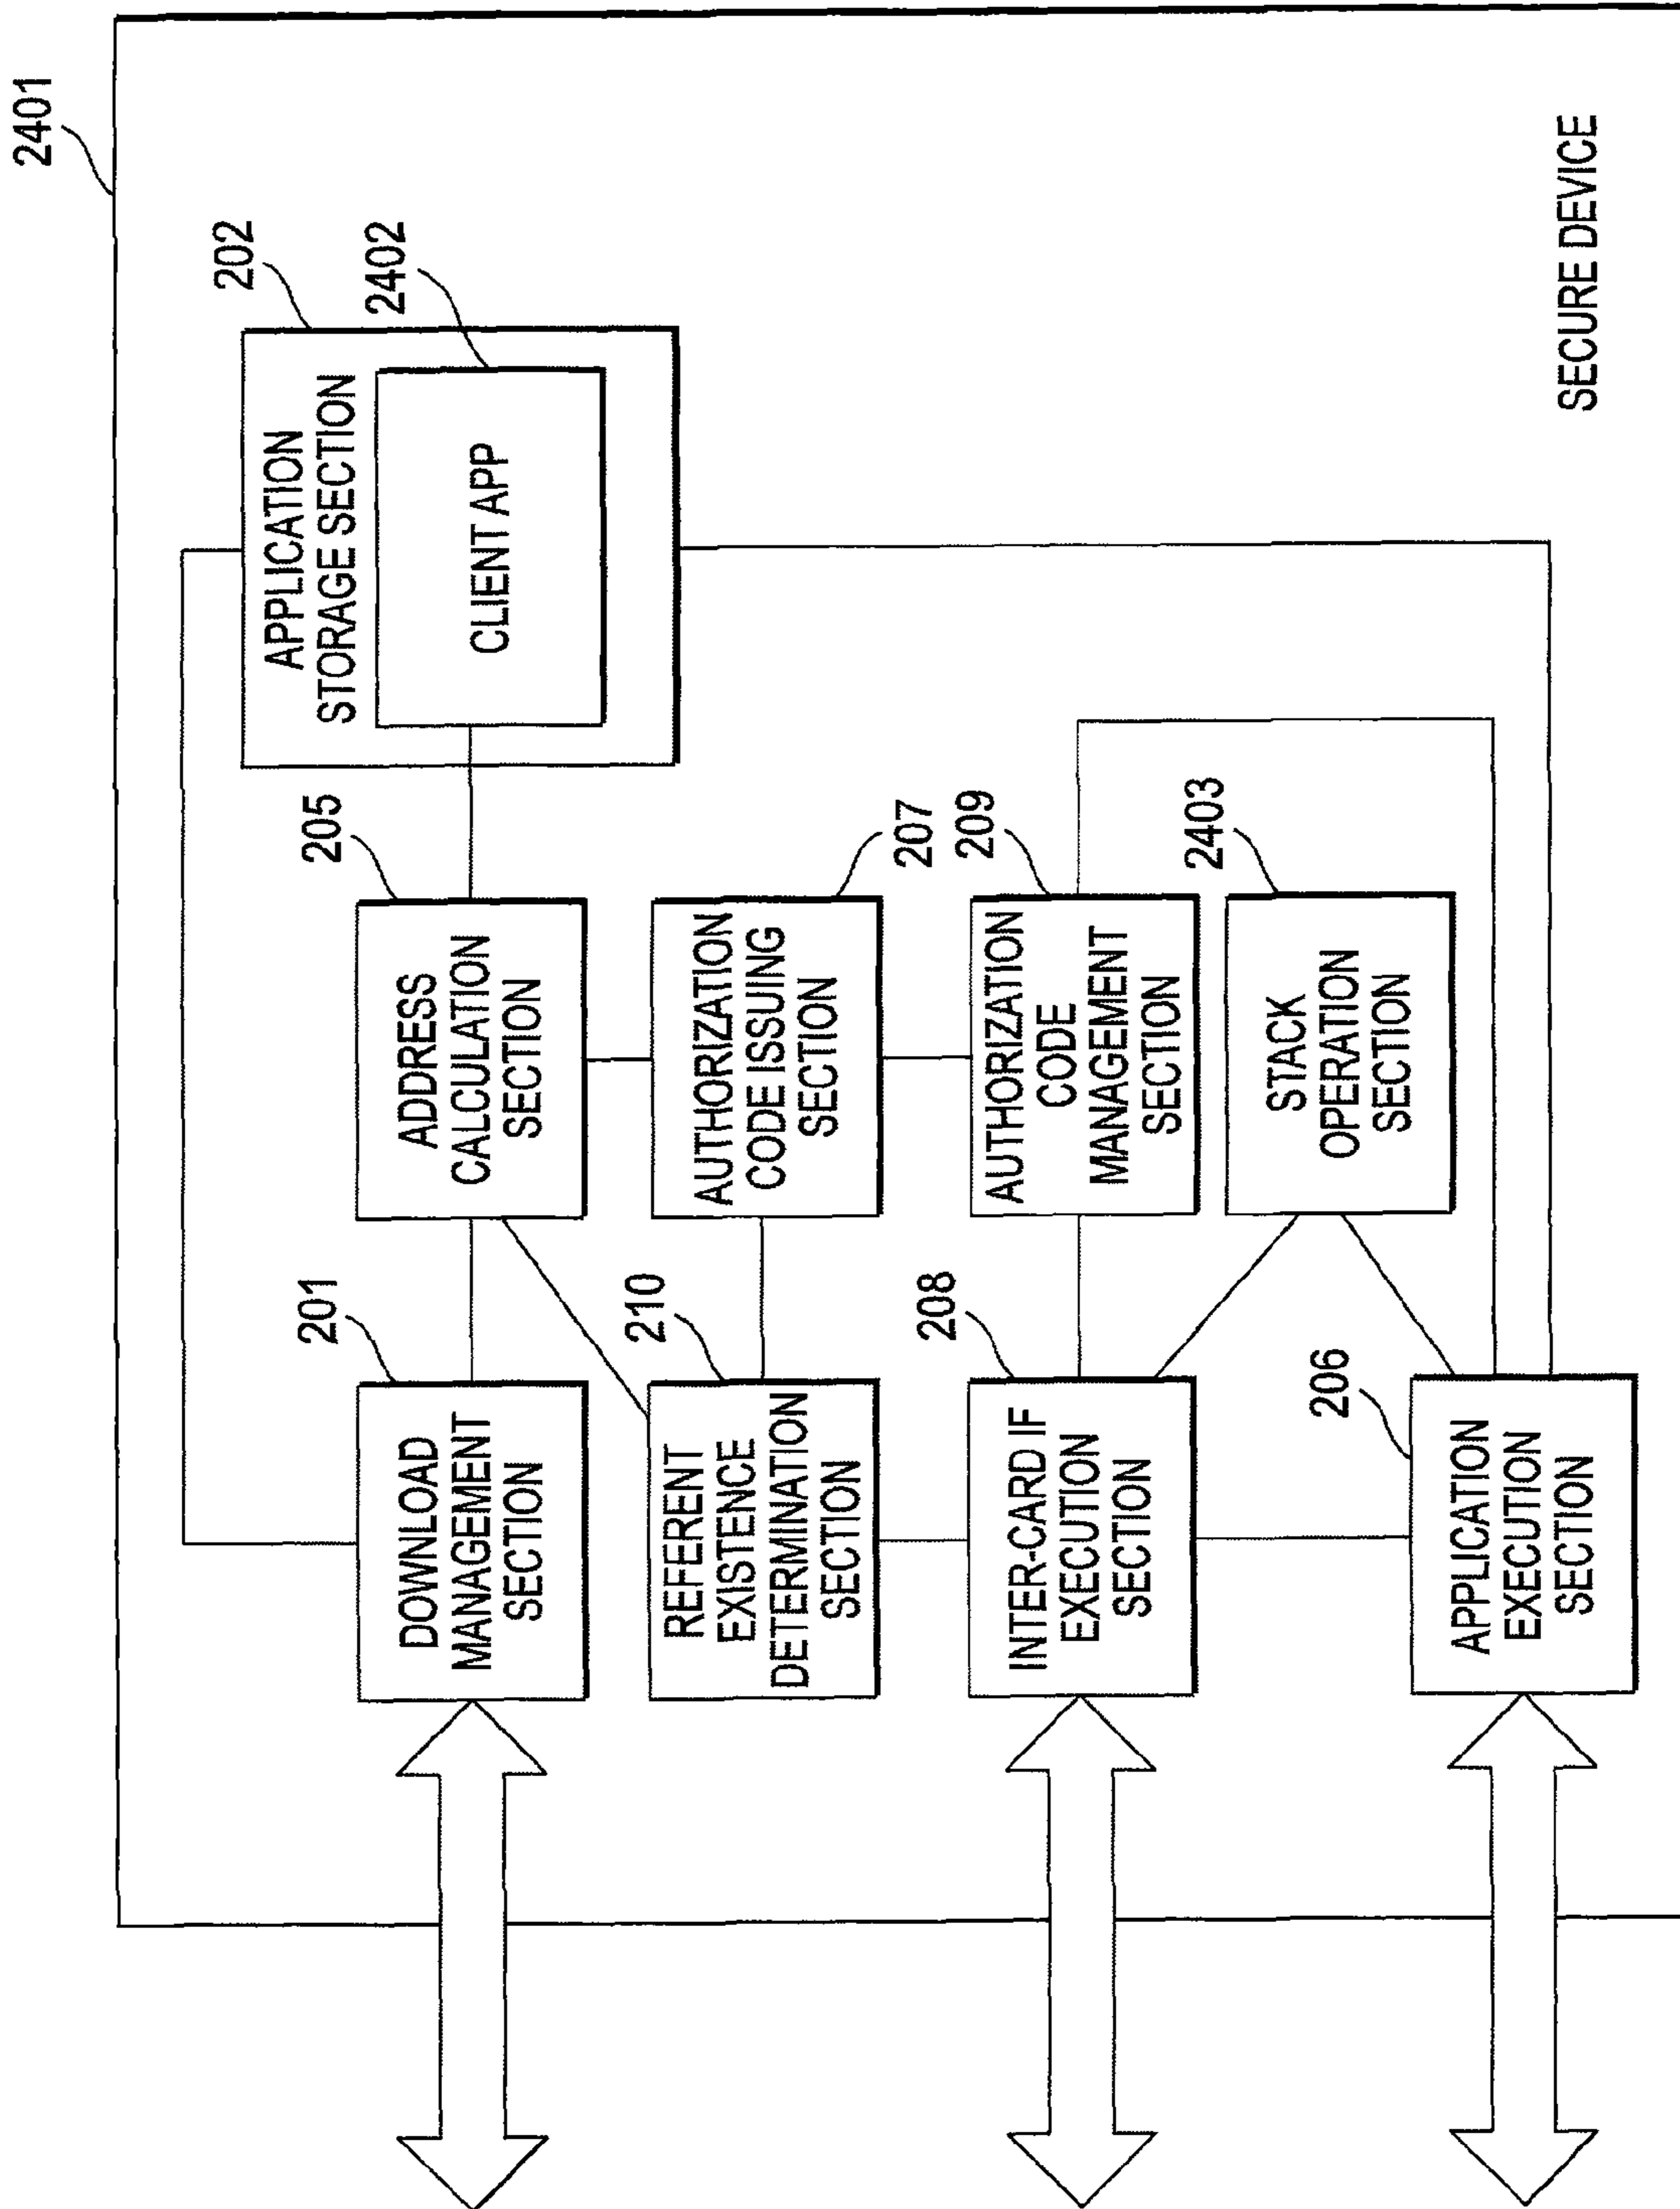 2401
202
APPLICATION
STORAGE SECTION
2402
CLIENT APP
205
ADDRESS
CALCULATION
SECTION
201
DOWNLOAD
MANAGEMENT
SECTION
207
AUTHORIZATION
CODE ISSUING
SECTION
210
REFERENT
EXISTENCE
DETERMINATION
SECTION
209
AUTHORIZATION
CODE
MANAGEMENT
SECTION
208
INTER-CARD IF
EXECUTION
SECTION
2403
STACK
OPERATION
SECTION
206
APPLICATION
EXECUTION
SECTION
SECURE DEVICE